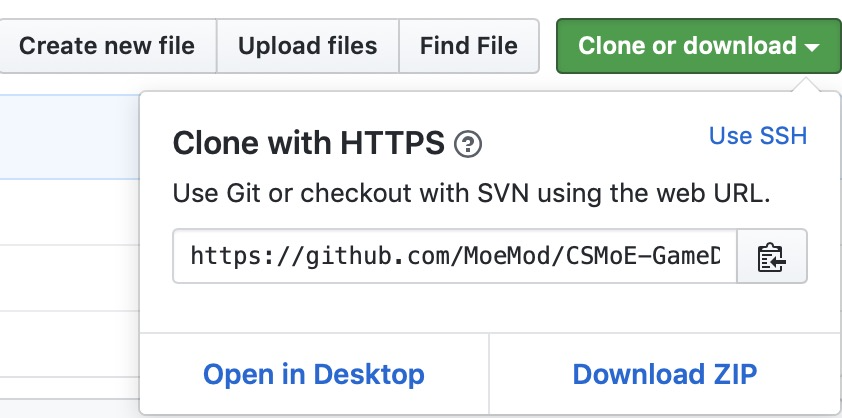 Create new file Upload files Find File Clone or download
Clone with HTTPS ?
Use SSH
Use Git or checkout with SVN using the web URL.
https://github.com/MoeMod/CSMoE-GameD
Open in Desktop Download ZIP